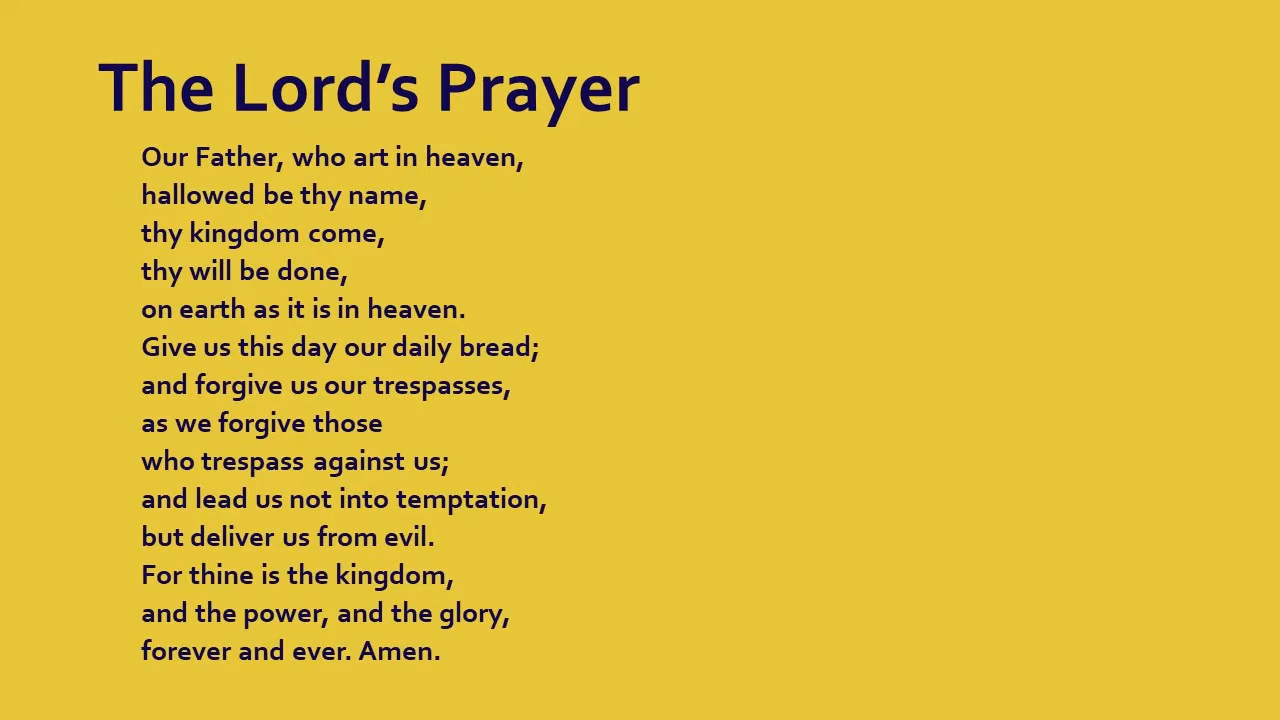 The Lord’s Prayer
Our Father, who art in heaven,
hallowed be thy name,
thy kingdom come,
thy will be done,
on earth as it is in heaven.
Give us this day our daily bread;
and forgive us our trespasses,
as we forgive those
who trespass against us;
and lead us not into temptation,
but deliver us from evil.
For thine is the kingdom,
and the power, and the glory,
forever and ever. Amen.